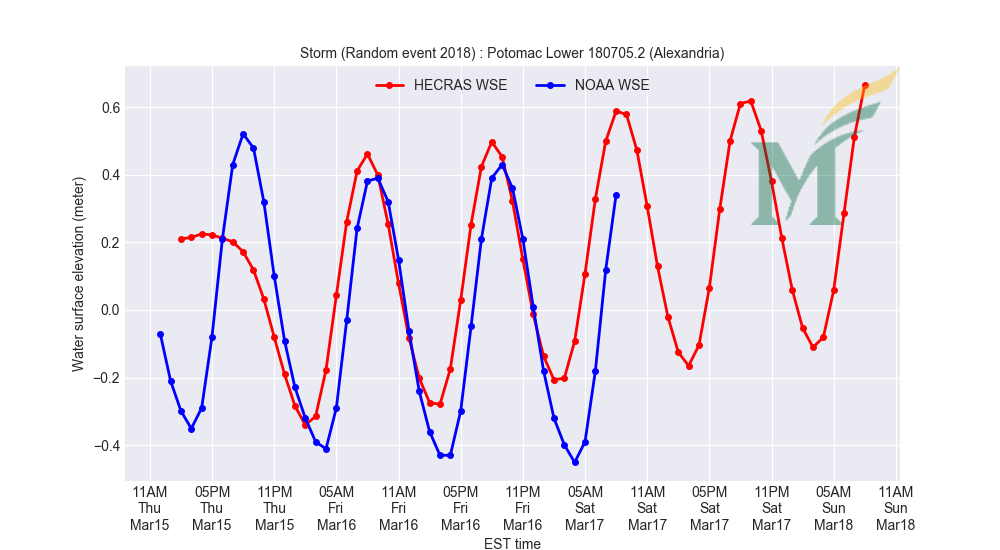 Storm (Random event 2018) : Potomac Lower 180705.2 (Alexandria)
HECRAS WSE
NOAA WSE
Water surface elevation (meter)
0.6
0.4
0.2
0.0
−0.2
−0.4
11AM 05PM 11PM 05AM 11AM 05PM 11PM 05AM 11AM 05PM 11PM 05AM 11AM
Thu Thu Thu Fri Fri Fri Fri Sat Sat Sat Sat Sun Sun
Mar15 Mar15 Mar15 Mar16 Mar16 Mar16 Mar16 Mar17 Mar17 Mar17 Mar17 Mar18 Mar18
EST time
M